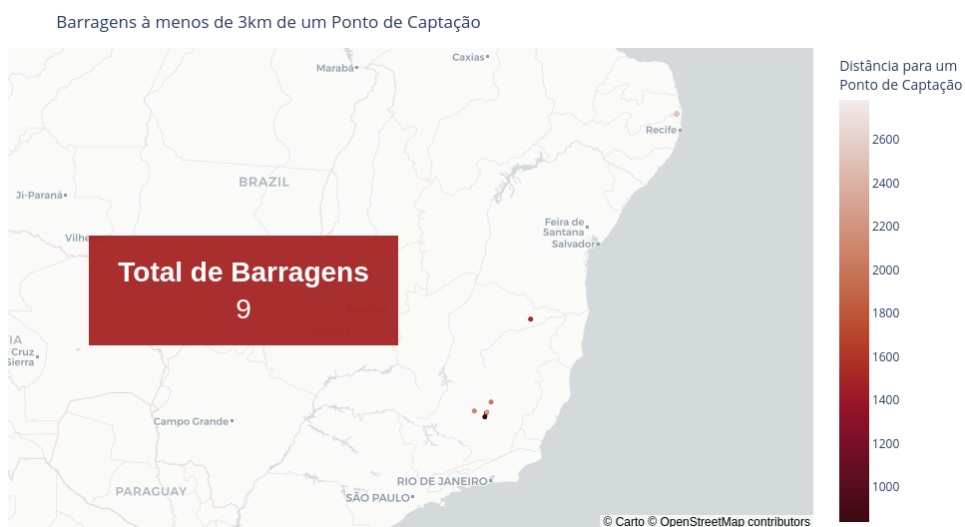 Barragens à menos de 3km de um Ponto de Captação
Distância para um
Ponto de Captação
Caxias
Marabá
Recife
BRAZIL
Ji-Paraná
Feira de
Santana
Salvador
Vilhe
Total de Barragens
9
IA
Cruz
Sierra
Campo Grande
PARAGUAY
RIO DE JANEIRO
SÃO PAULO
© Carto © OpenStreetMap contributors
2600
2400
2200
2000
1800
1600
1400
1200
1000